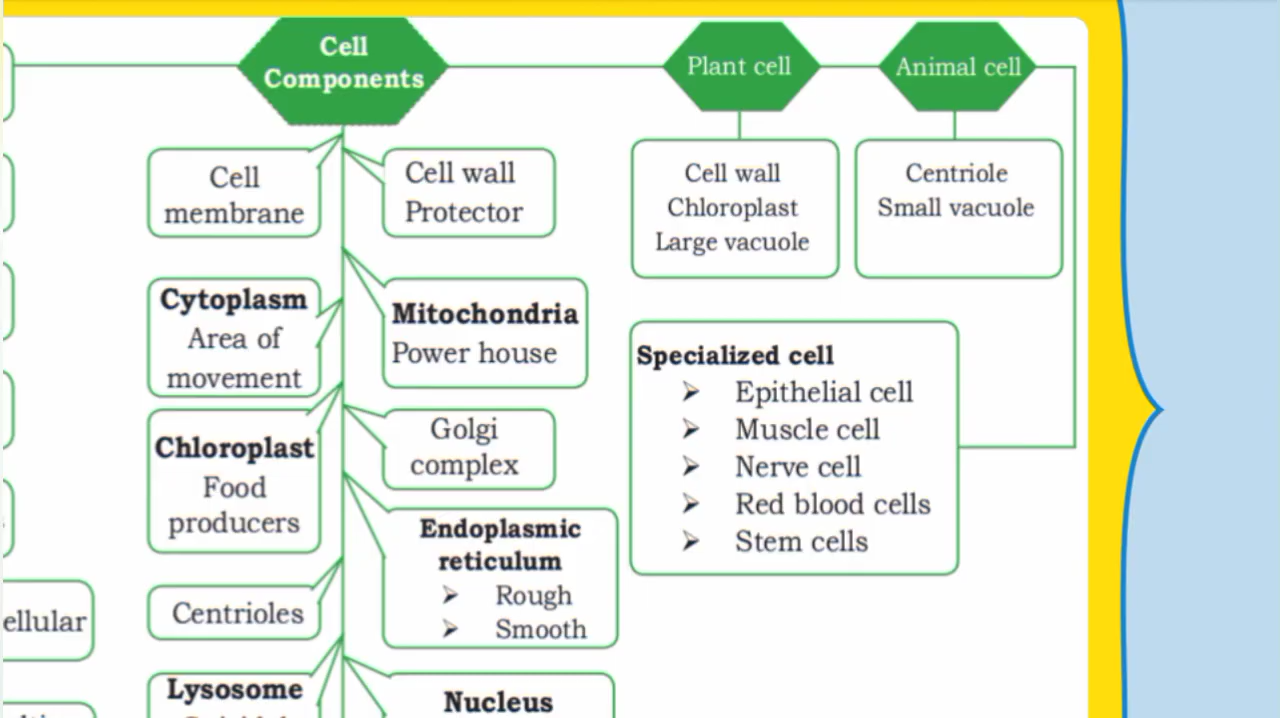 Cell
Components
Plant cell
Animal cell
Cell
membrane
Cell wall
Protector
Cell wall
Chloroplast
Large vacuole
Centriole
Small vacuole
Cytoplasm
Area of
movement
Mitochondria
Power house
Specialized cell
➢ Epithelial cell
➢ Muscle cell
➢ Nerve cell
➢ Red blood cells
➢ Stem cells
Chloroplast
Food
producers
Golgi
complex
Endoplasmic
reticulum
➢ Rough
➢ Smooth
Centrioles
ellular
Lysosome
Nucleus